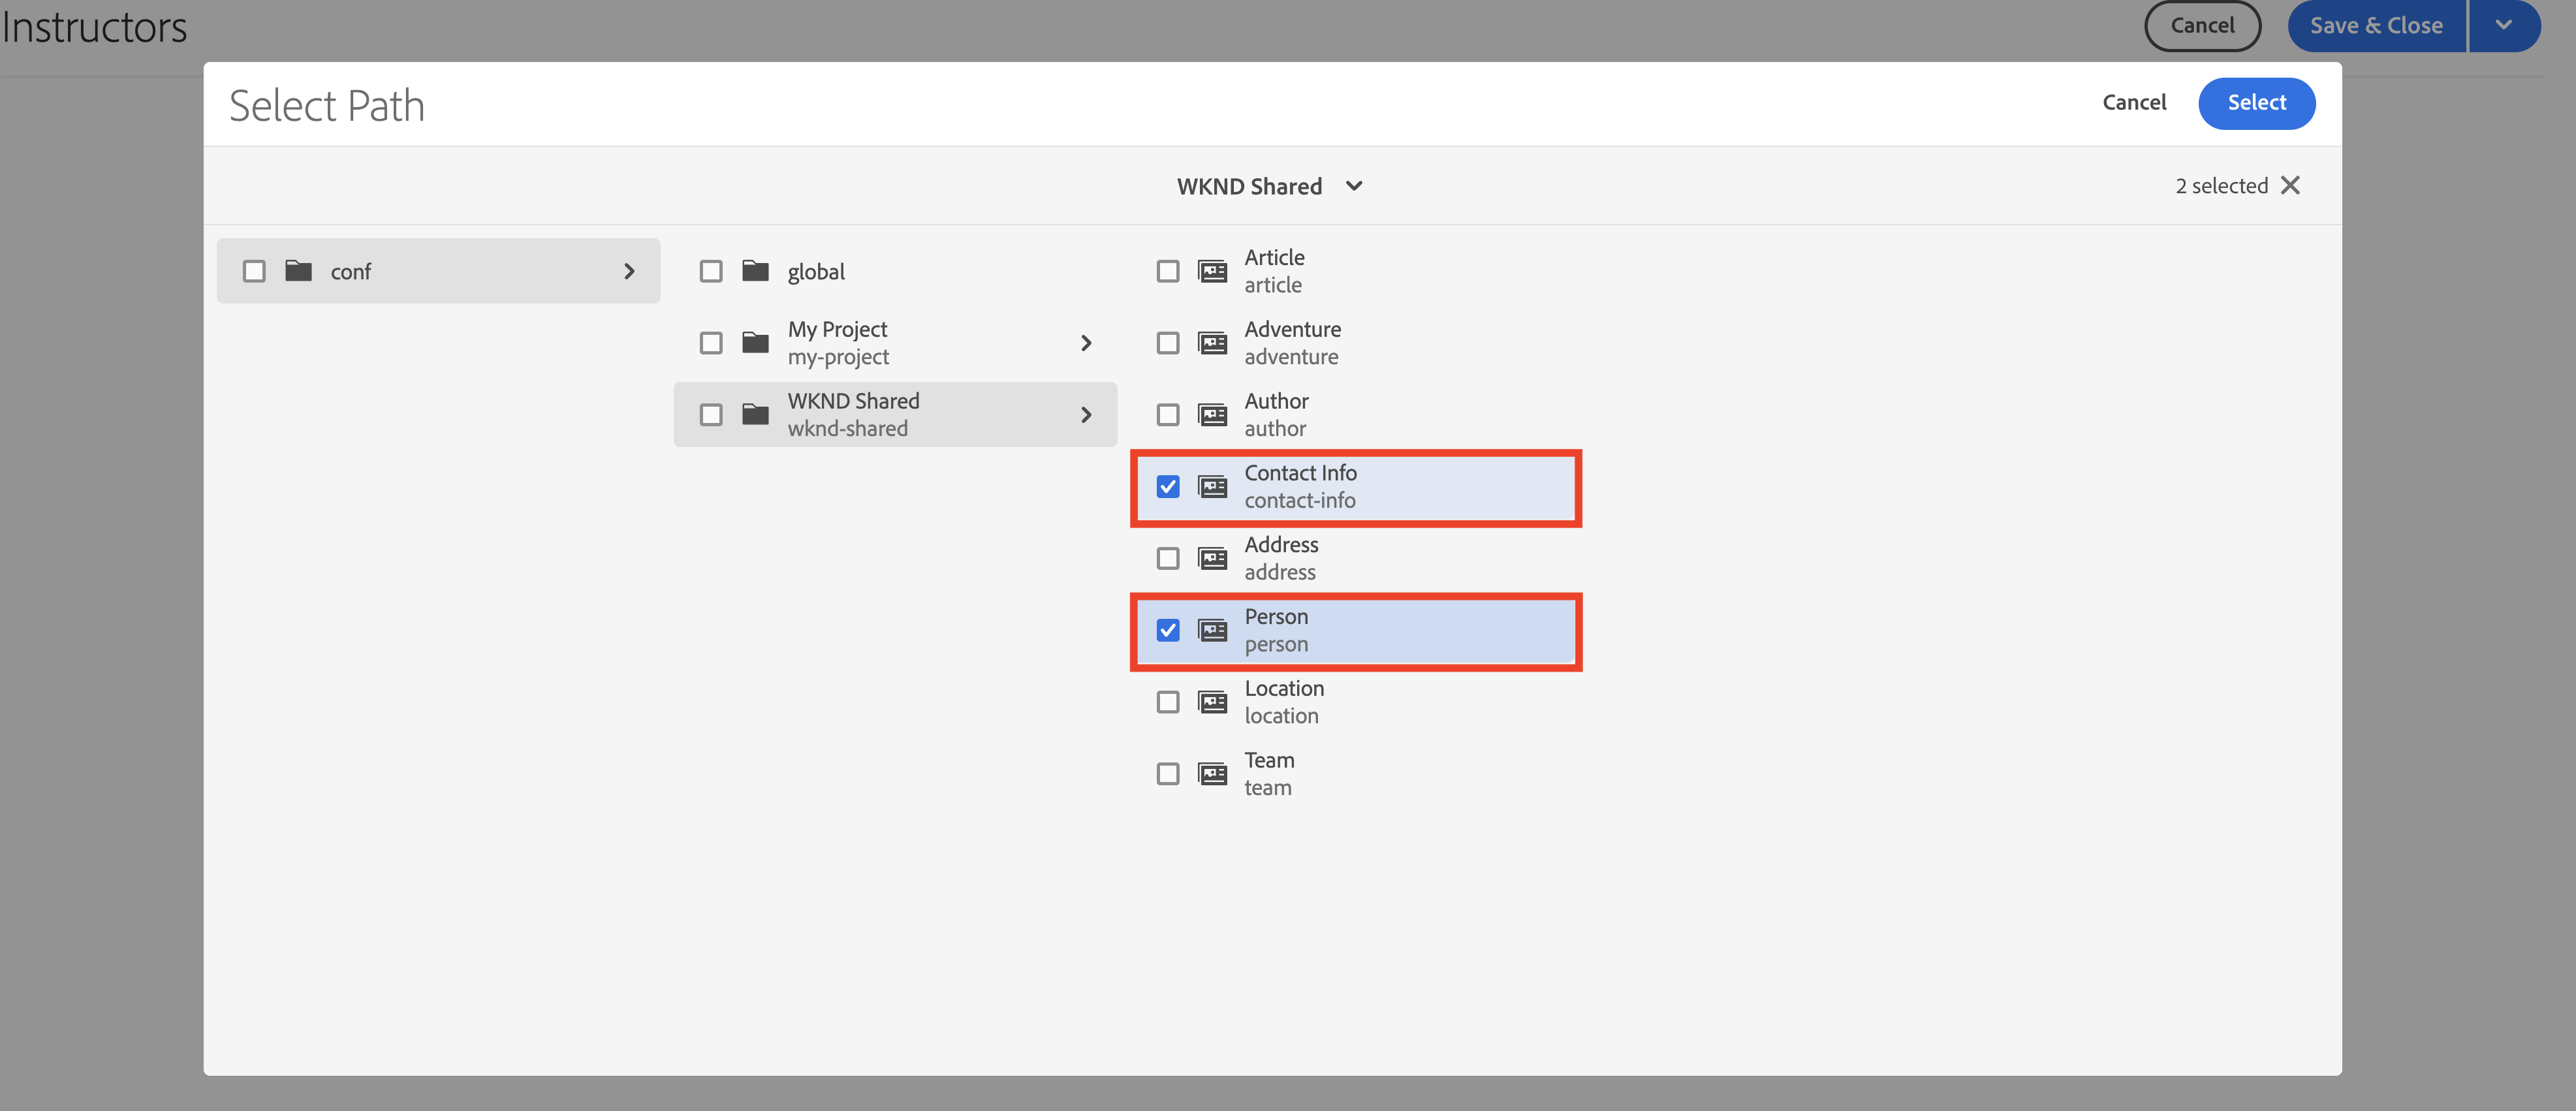 Instructors
Cancel
Save & Close
Select Path
Cancel
Select
WKND Shared
2 selected
conf
global
My Project
my-project
WKND Shared
wknd-shared
Article
article
Adventure
adventure
Author
author
Contact Info
contact-info
Address
address
Person
person
Location
location
Team
team